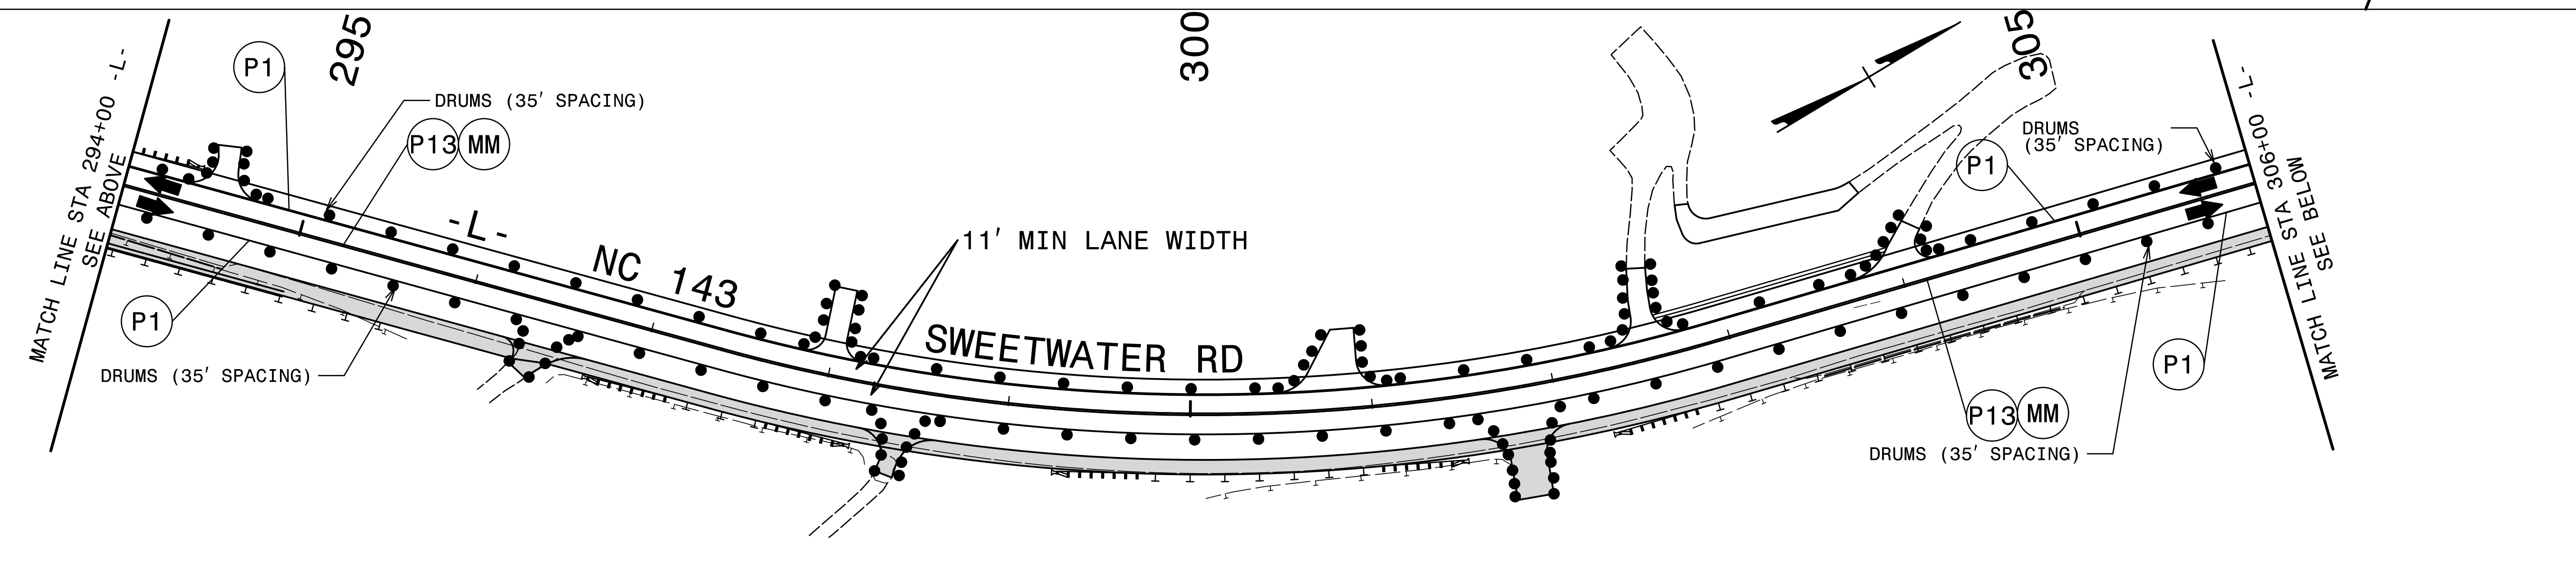 MATCH LINE STA 294+00 -L-
SEE ABOVE
P1
295
DRUMS (35' SPACING)
P13 MM
-L-
NC 143
P1
DRUMS (35' SPACING)
300
11' MIN LANE WIDTH
SWEETWATER RD
305
DRUMS
(35' SPACING)
P1
P13 MM
DRUMS (35' SPACING)
P1
MATCH LINE STA 306+00 -L-
SEE BELOW